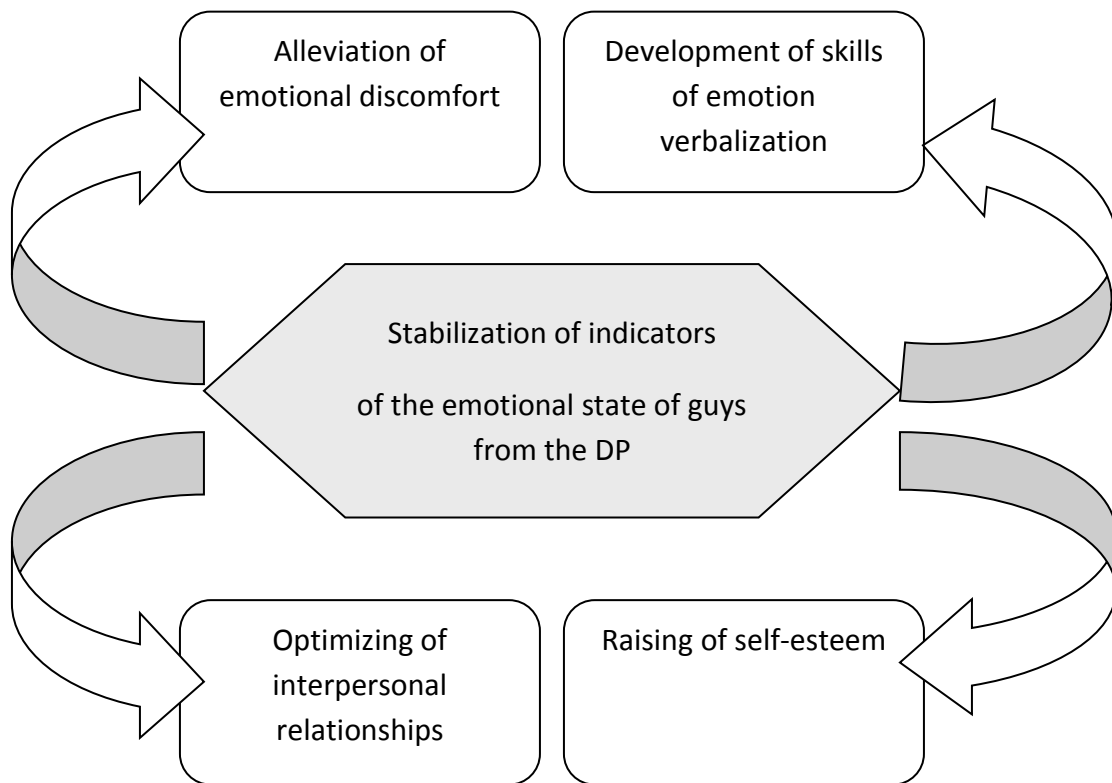 Alleviation of
emotional discomfort
Development of skills
of emotion
verbalization
Stabilization of indicators
of the emotional state of guys
from the DP
Optimizing of
interpersonal
relationships
Raising of self-esteem